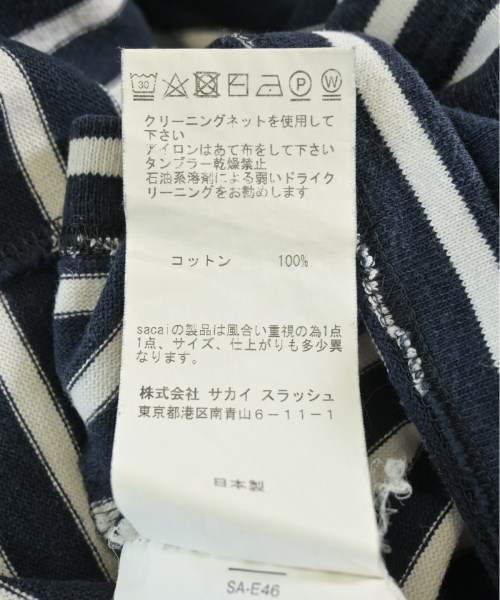 30
P W
クリーニングネットを使用して
下さい
アイロンはあて布をして下さい
タンブラー乾燥禁止
石油系溶剤による弱いドライク
リーニングをお勧めします
コットン 100%
sacaiの製品は風合い重視の為1点
1点、サイズ、仕上がりも多少異
なります。
株式会社 サカイ スラッシュ
東京都港区南青山6-11-1
日本製
SA-E46